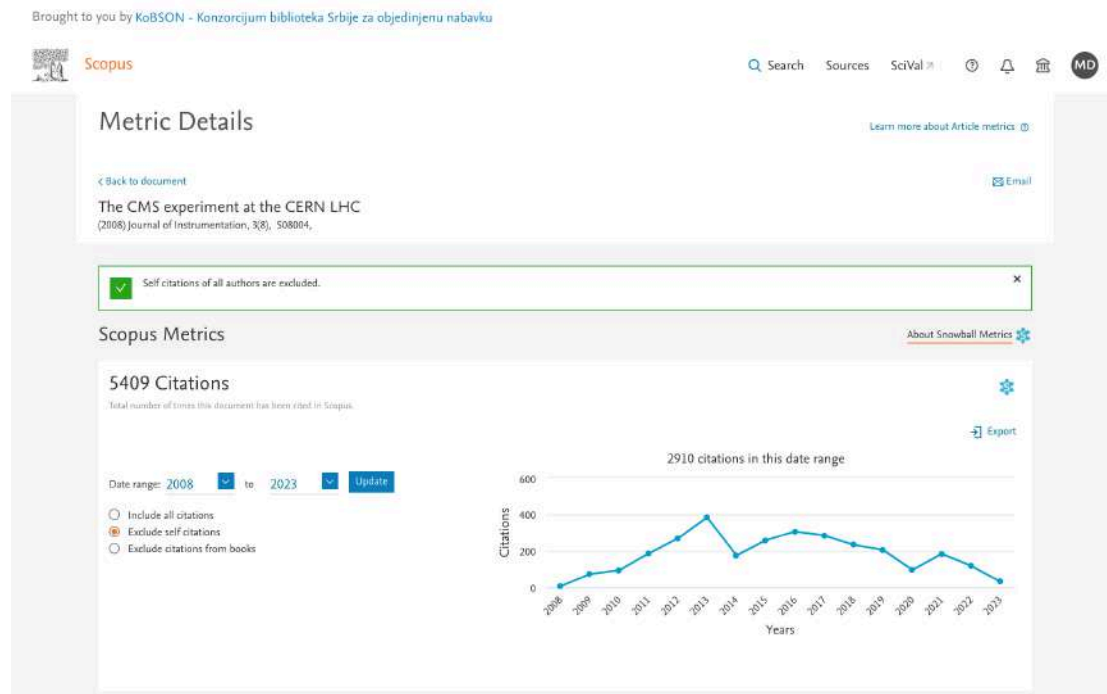 Brought to you by KoBSON - Konzorcijum biblioteka Srbije za objedinjenu nabavku
Scopus
Search Sources SciVal MD
Metric Details
Learn more about Article metrics
Back to document
Email
The CMS experiment at the CERN LHC
(2008) Journal of Instrumentation, 3(8), S08004,
Self citations of all authors are excluded.
Scopus Metrics
About Snowball Metrics
5409 Citations
Total number of times this document has been cited in Scopus.
Export
2910 citations in this date range
Date range: 2008 to 2023 Update
Include all citations
Exclude self citations
Exclude citations from books
Citations
600
400
200
0
2008 2009 2010 2011 2012 2013 2014 2015 2016 2017 2018 2019 2020 2021 2022 2023
Years